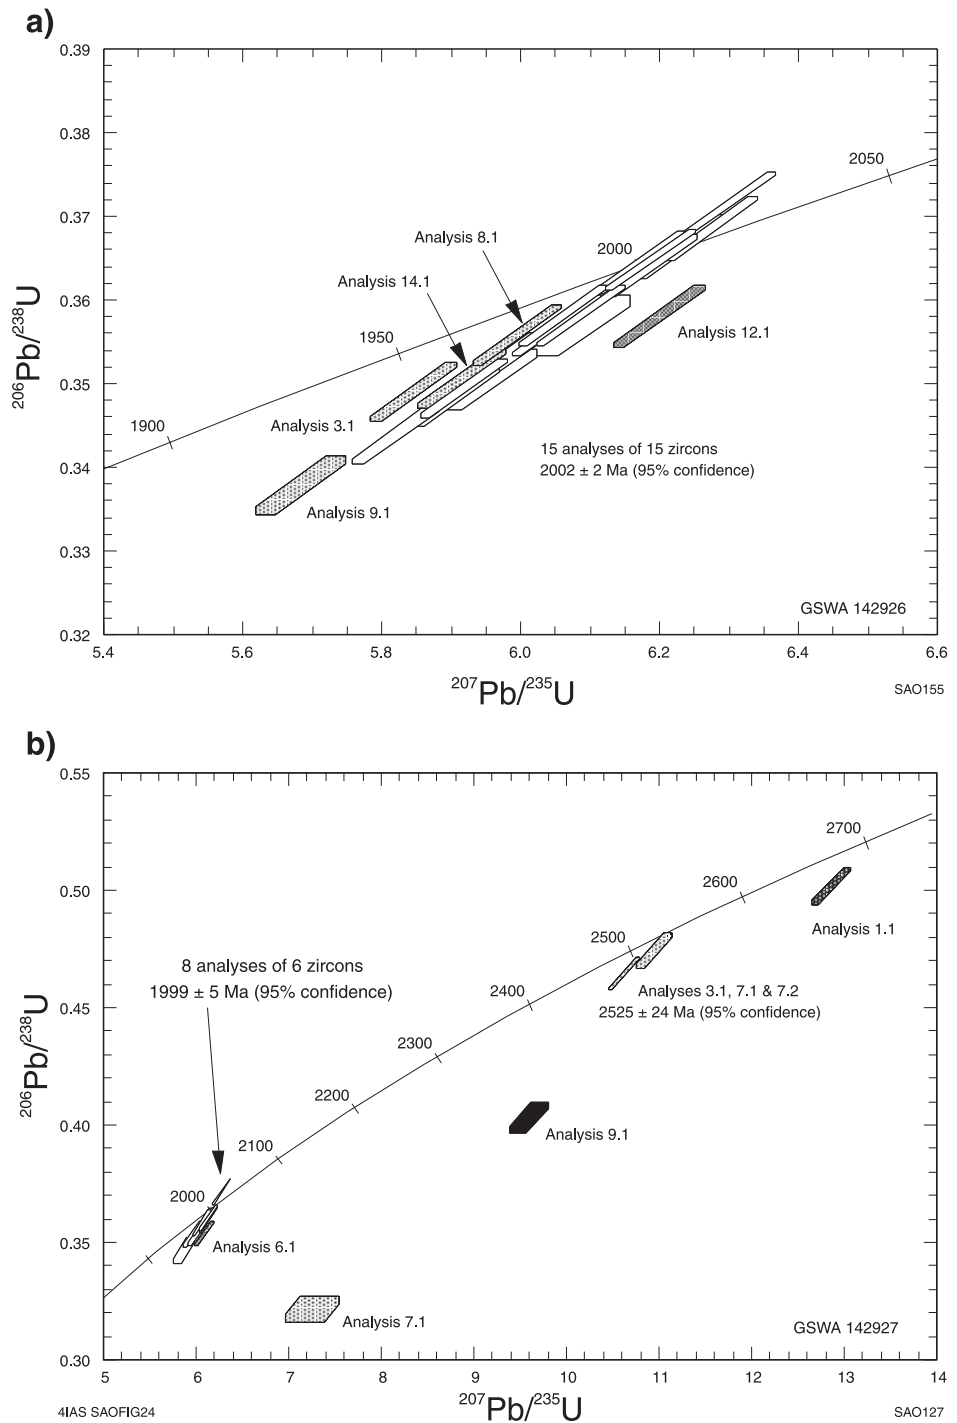 a)
0.39
0.38
0.37
0.36
0.35
0.34
0.33
0.32
206Pb/238U
2050
2000
1950
1900
Analysis 8.1
Analysis 14.1
Analysis 12.1
Analysis 3.1
Analysis 9.1
15 analyses of 15 zircons
2002 ± 2 Ma (95% confidence)
GSWA 142926
5.4 5.6 5.8 6.0 6.2 6.4 6.6
207Pb/235U
SAO155
b)
0.55
0.50
0.45
0.40
0.35
0.30
206Pb/238U
2700
2600
2500
2400
2300
2200
2100
2000
Analysis 1.1
8 analyses of 6 zircons
1999 ± 5 Ma (95% confidence)
Analyses 3.1, 7.1 & 7.2
2525 ± 24 Ma (95% confidence)
Analysis 9.1
Analysis 6.1
Analysis 7.1
GSWA 142927
5 6 7 8 9 10 11 12 13 14
207Pb/235U
4IAS SAOFIG24
SAO127